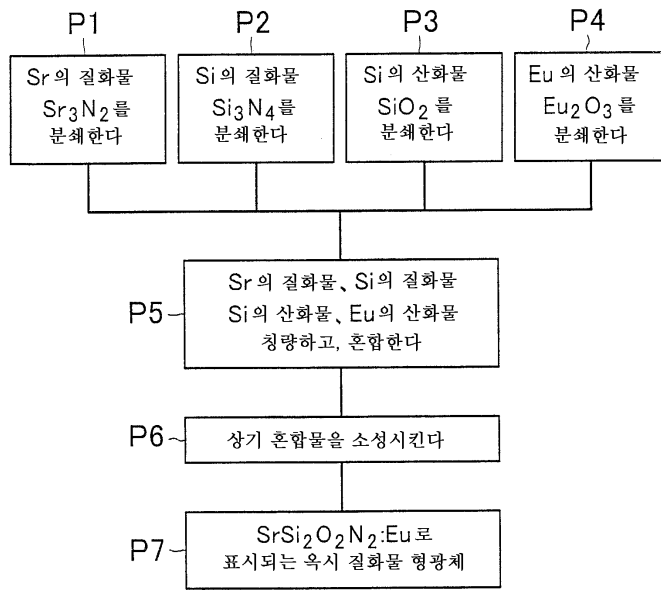 P1
P2
P3
P4
Sr의 질화물
Sr3N2를
분쇄한다
Si의 질화물
Si3N4를
분쇄한다
Si의 산화물
SiO2를
분쇄한다
Eu의 산화물
Eu2O3를
분쇄한다
P5
Sr의 질화물、Si의 질화물
Si의 산화물、Eu의 산화물
칭량하고, 혼합한다
P6
상기 혼합물을 소성시킨다
P7
SrSi2O2N2:Eu로
표시되는 옥시 질화물 형광체